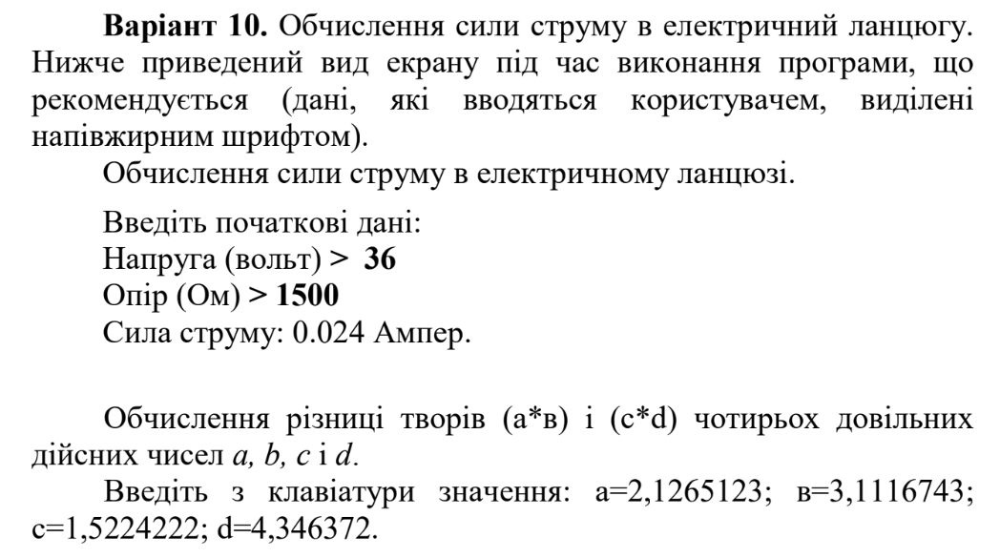 Варіант 10. Обчислення сили струму в електричний ланцюгу.
Нижче приведений вид екрану під час виконання програми, що
рекомендується (дані, які вводяться користувачем, виділені
напівжирним шрифтом).
Обчислення сили струму в електричному ланцюзі.
Введіть початкові дані:
Напруга (вольт) > 36
Опір (Ом) > 1500
Сила струму: 0.024 Ампер.
Обчислення різниці творів (а*в) і (с*d) чотирьох довільних
дійсних чисел a, b, c і d.
Введіть з клавіатури значення: а=2,1265123; в=3,1116743;
с=1,5224222; d=4,346372.